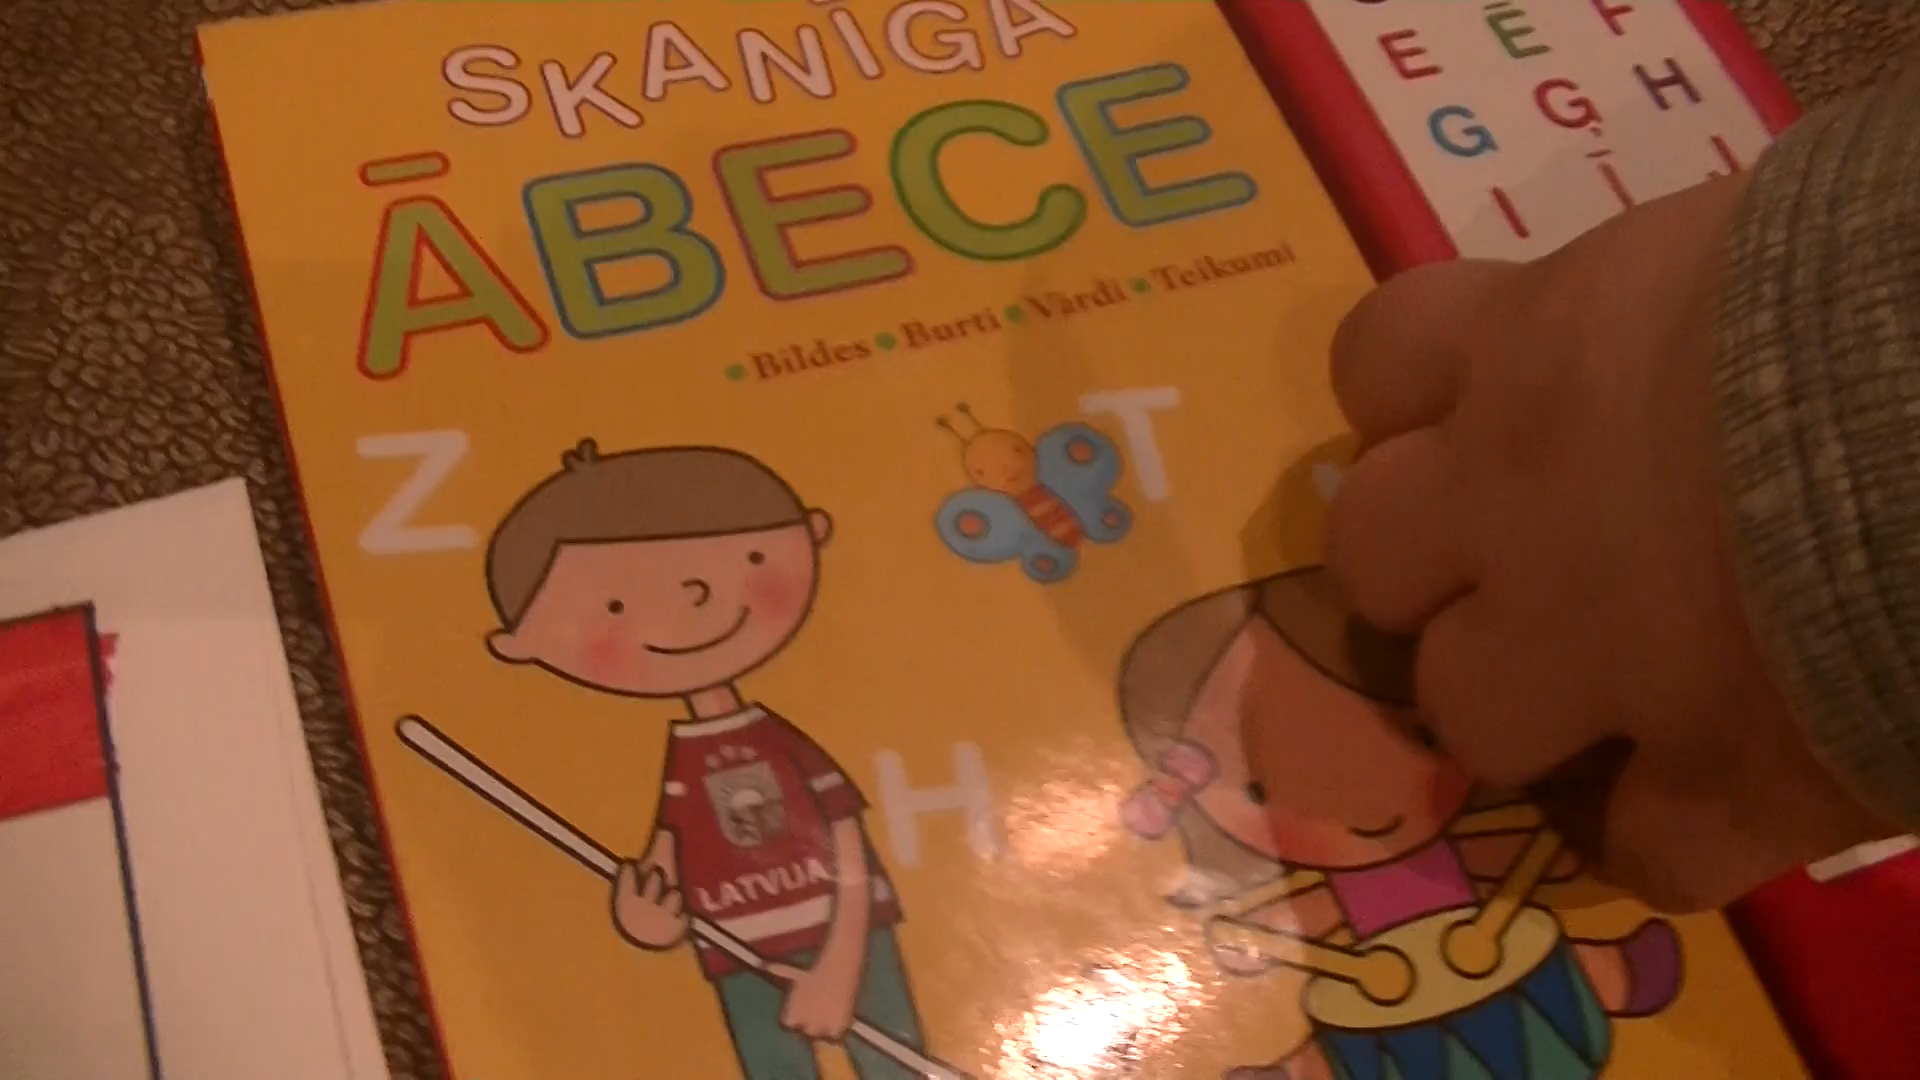 SKANĪGA
ĀBECE
• Bildes • Burti • Vārdi • Teikumi
Z
T
H
LATVIJA
E Ē F
G Ģ H
I Ī J